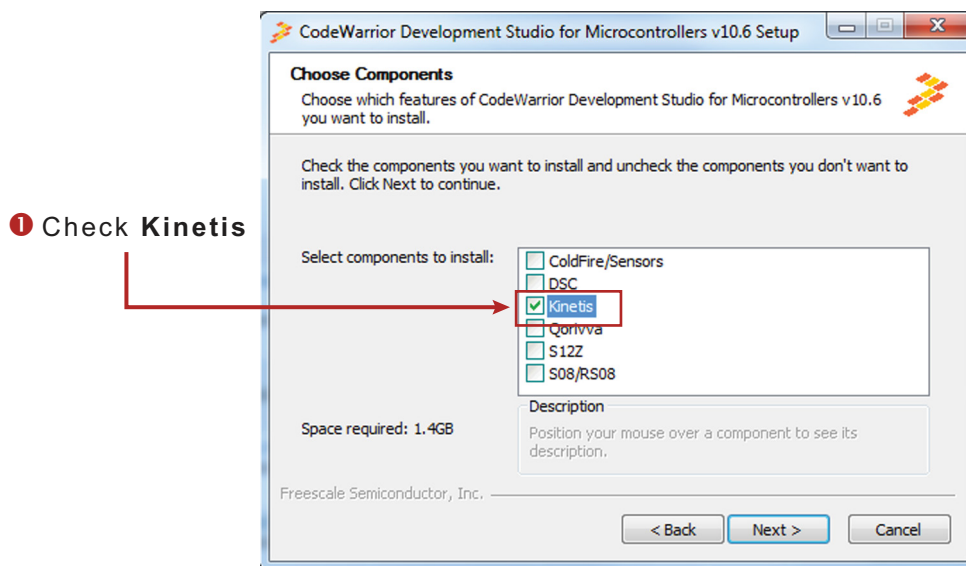 CodeWarrior Development Studio for Microcontrollers v10.6 Setup
Choose Components
Choose which features of CodeWarrior Development Studio for Microcontrollers v10.6
you want to install.
Check the components you want to install and uncheck the components you don't want to
install. Click Next to continue.
❶ Check Kinetis
Select components to install:
ColdFire/Sensors
DSC
Kinetis
Qorivva
S12Z
S08/RS08
Space required: 1.4GB
Description
Position your mouse over a component to see its
description.
Freescale Semiconductor, Inc.
< Back Next > Cancel